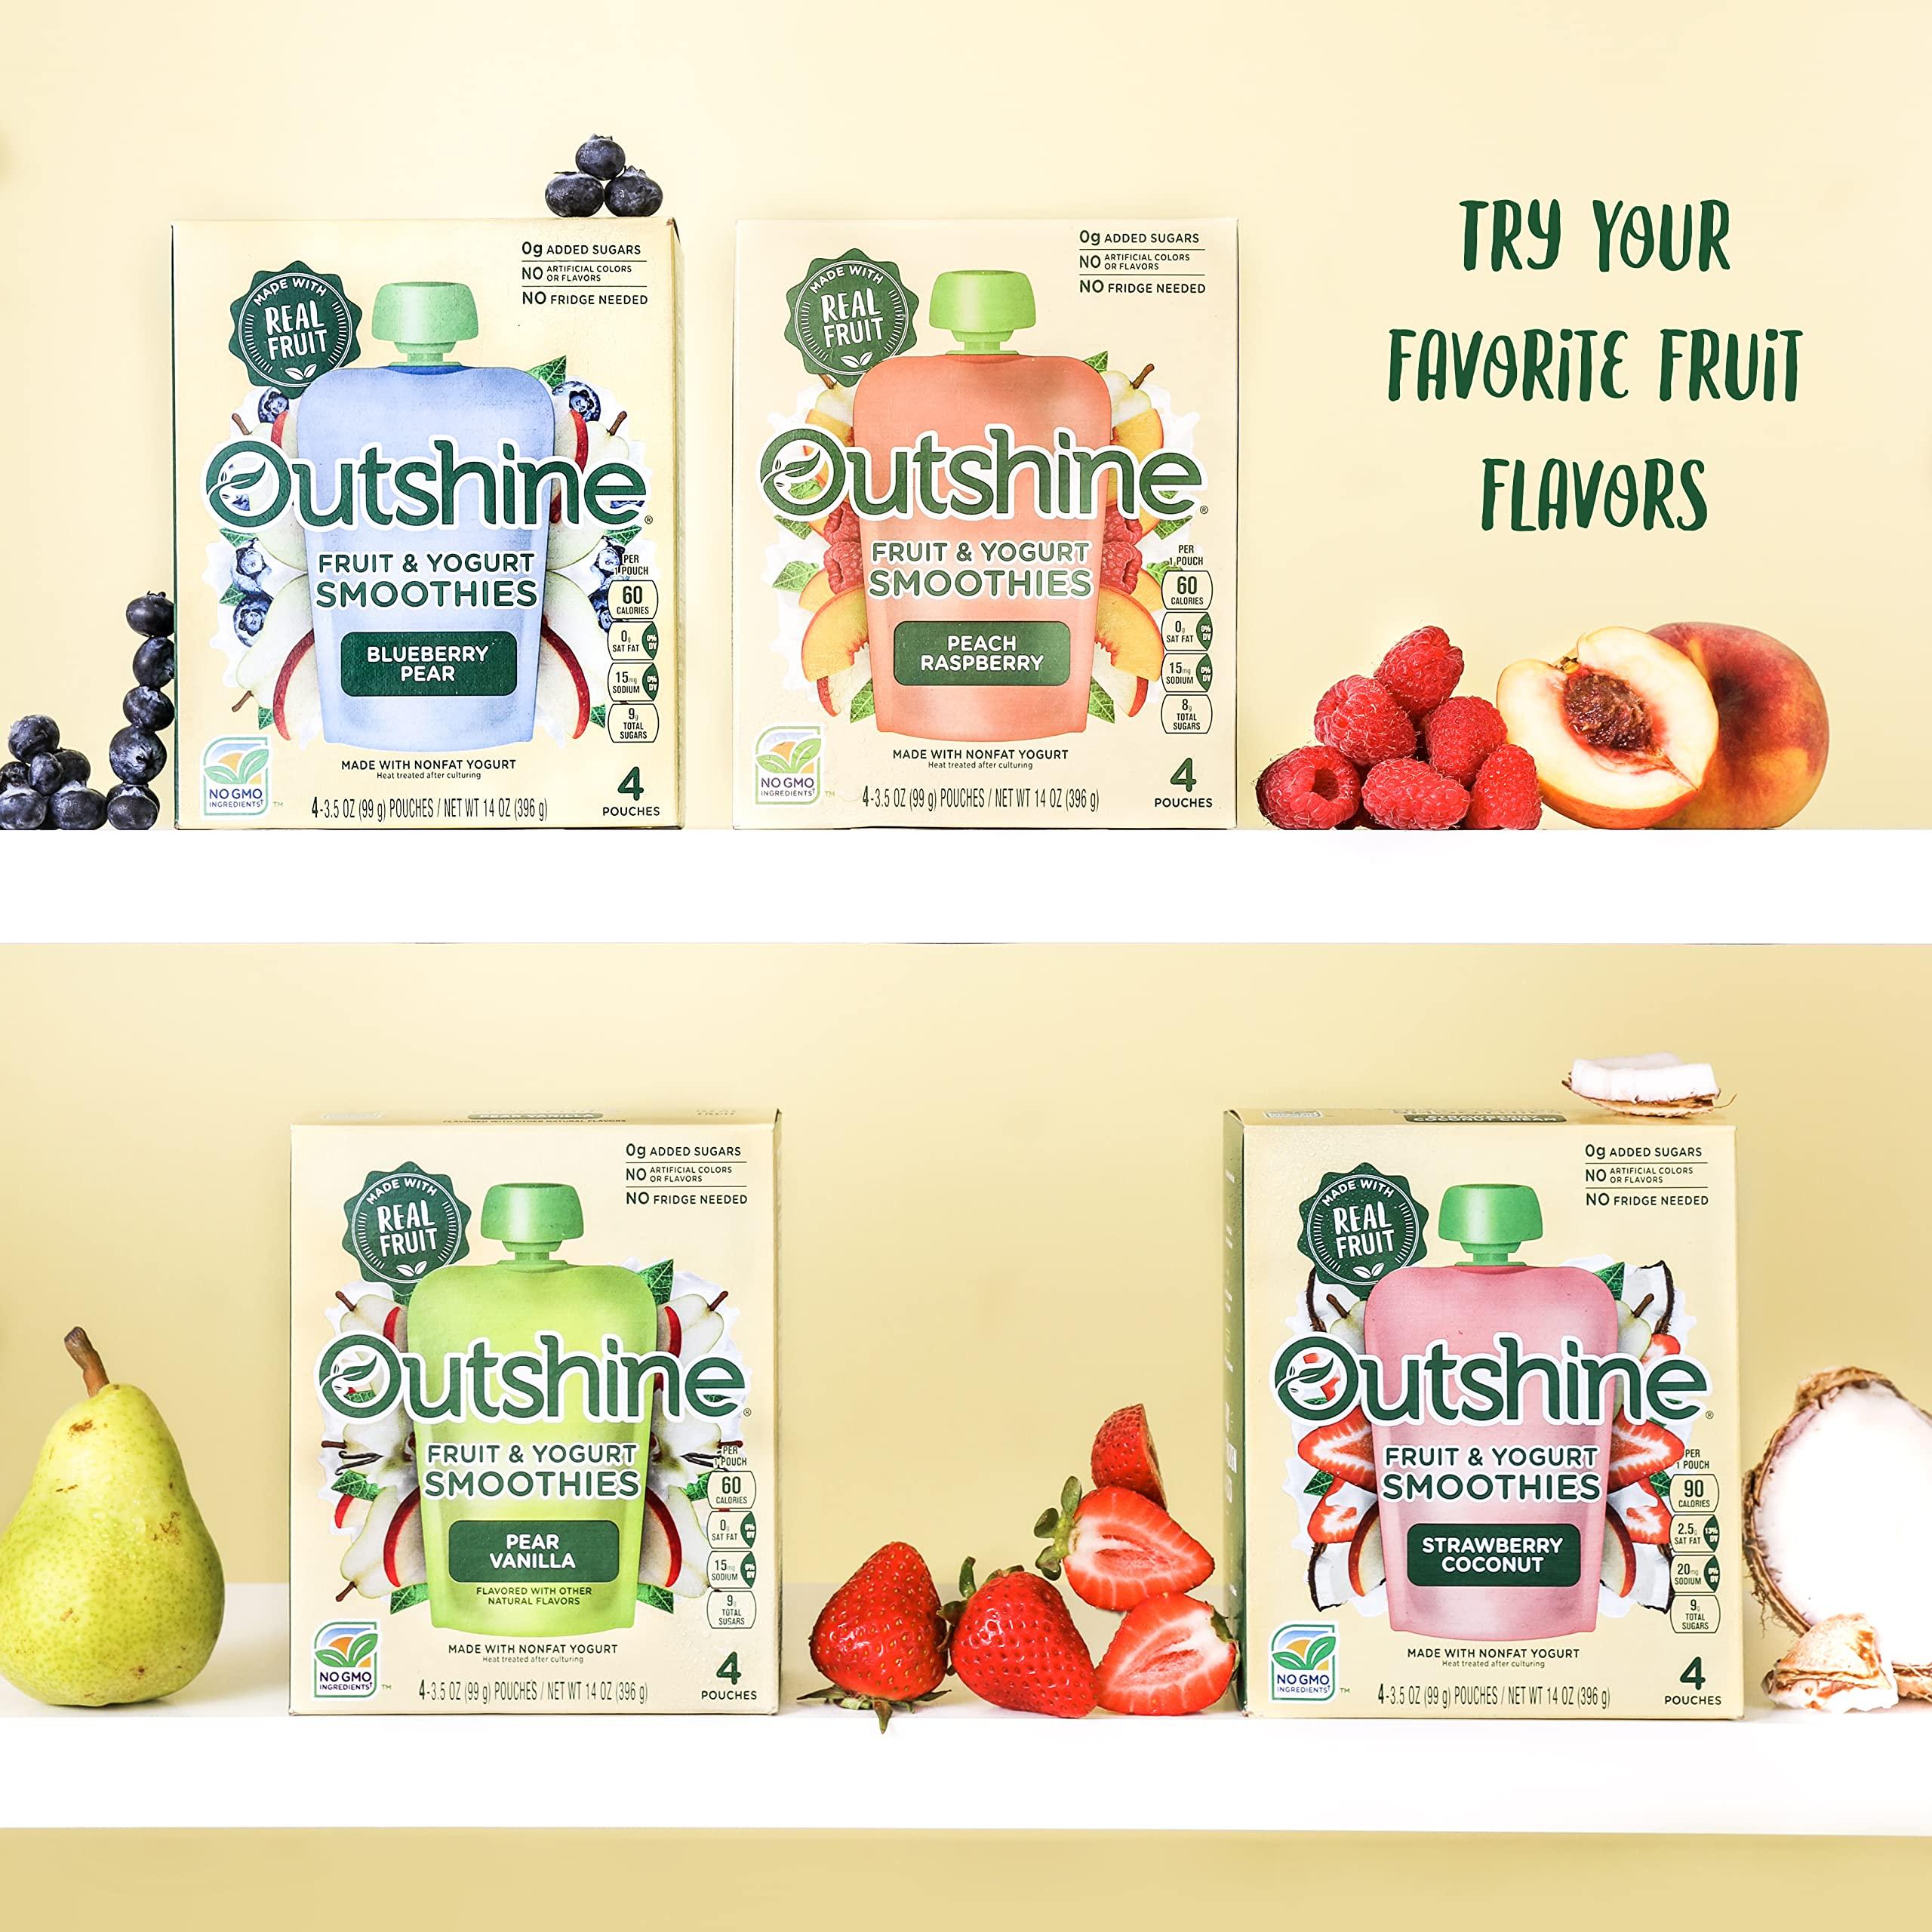 TRY YOUR
FAVORITE FRUIT
FLAVORS
0g ADDED SUGARS
NO ARTIFICIAL COLORS
OR FLAVORS
NO FRIDGE NEEDED
MADE WITH
REAL
FRUIT
Outshine®
FRUIT & YOGURT
SMOOTHIES
BLUEBERRY
PEAR
PER
1 POUCH
60
CALORIES
0g
SAT FAT
0%
DV
15mg
SODIUM
0%
DV
9g
TOTAL
SUGARS
MADE WITH NONFAT YOGURT
Heat treated after culturing
NO GMO
INGREDIENTS†
TM
4-3.5 OZ (99 g) POUCHES / NET WT 14 OZ (396 g)
4
POUCHES
0g ADDED SUGARS
NO ARTIFICIAL COLORS
OR FLAVORS
NO FRIDGE NEEDED
MADE WITH
REAL
FRUIT
Outshine®
FRUIT & YOGURT
SMOOTHIES
PEACH
RASPBERRY
PER
1 POUCH
60
CALORIES
0g
SAT FAT
0%
DV
15mg
SODIUM
0%
DV
8g
TOTAL
SUGARS
MADE WITH NONFAT YOGURT
Heat treated after culturing
NO GMO
INGREDIENTS†
TM
4-3.5 OZ (99 g) POUCHES / NET WT 14 OZ (396 g)
4
POUCHES
PEAR VANILLA
FLAVORED WITH OTHER NATURAL FLAVORS
0g ADDED SUGARS
NO ARTIFICIAL COLORS
OR FLAVORS
NO FRIDGE NEEDED
MADE WITH
REAL
FRUIT
Outshine®
FRUIT & YOGURT
SMOOTHIES
PEAR
VANILLA
FLAVORED WITH OTHER
NATURAL FLAVORS
PER
1 POUCH
60
CALORIES
0g
SAT FAT
0%
DV
15mg
SODIUM
0%
DV
9g
TOTAL
SUGARS
MADE WITH NONFAT YOGURT
Heat treated after culturing
NO GMO
INGREDIENTS†
TM
4-3.5 OZ (99 g) POUCHES / NET WT 14 OZ (396 g)
4
POUCHES
0g ADDED SUGARS
NO ARTIFICIAL COLORS
OR FLAVORS
NO FRIDGE NEEDED
MADE WITH
REAL
FRUIT
Outshine®
FRUIT & YOGURT
SMOOTHIES
STRAWBERRY
COCONUT
PER
1 POUCH
90
CALORIES
2.5g
SAT FAT
13%
DV
20mg
SODIUM
0%
DV
9g
TOTAL
SUGARS
MADE WITH NONFAT YOGURT
Heat treated after culturing
NO GMO
INGREDIENTS†
TM
4-3.5 OZ (99 g) POUCHES / NET WT 14 OZ (396 g)
4
POUCHES